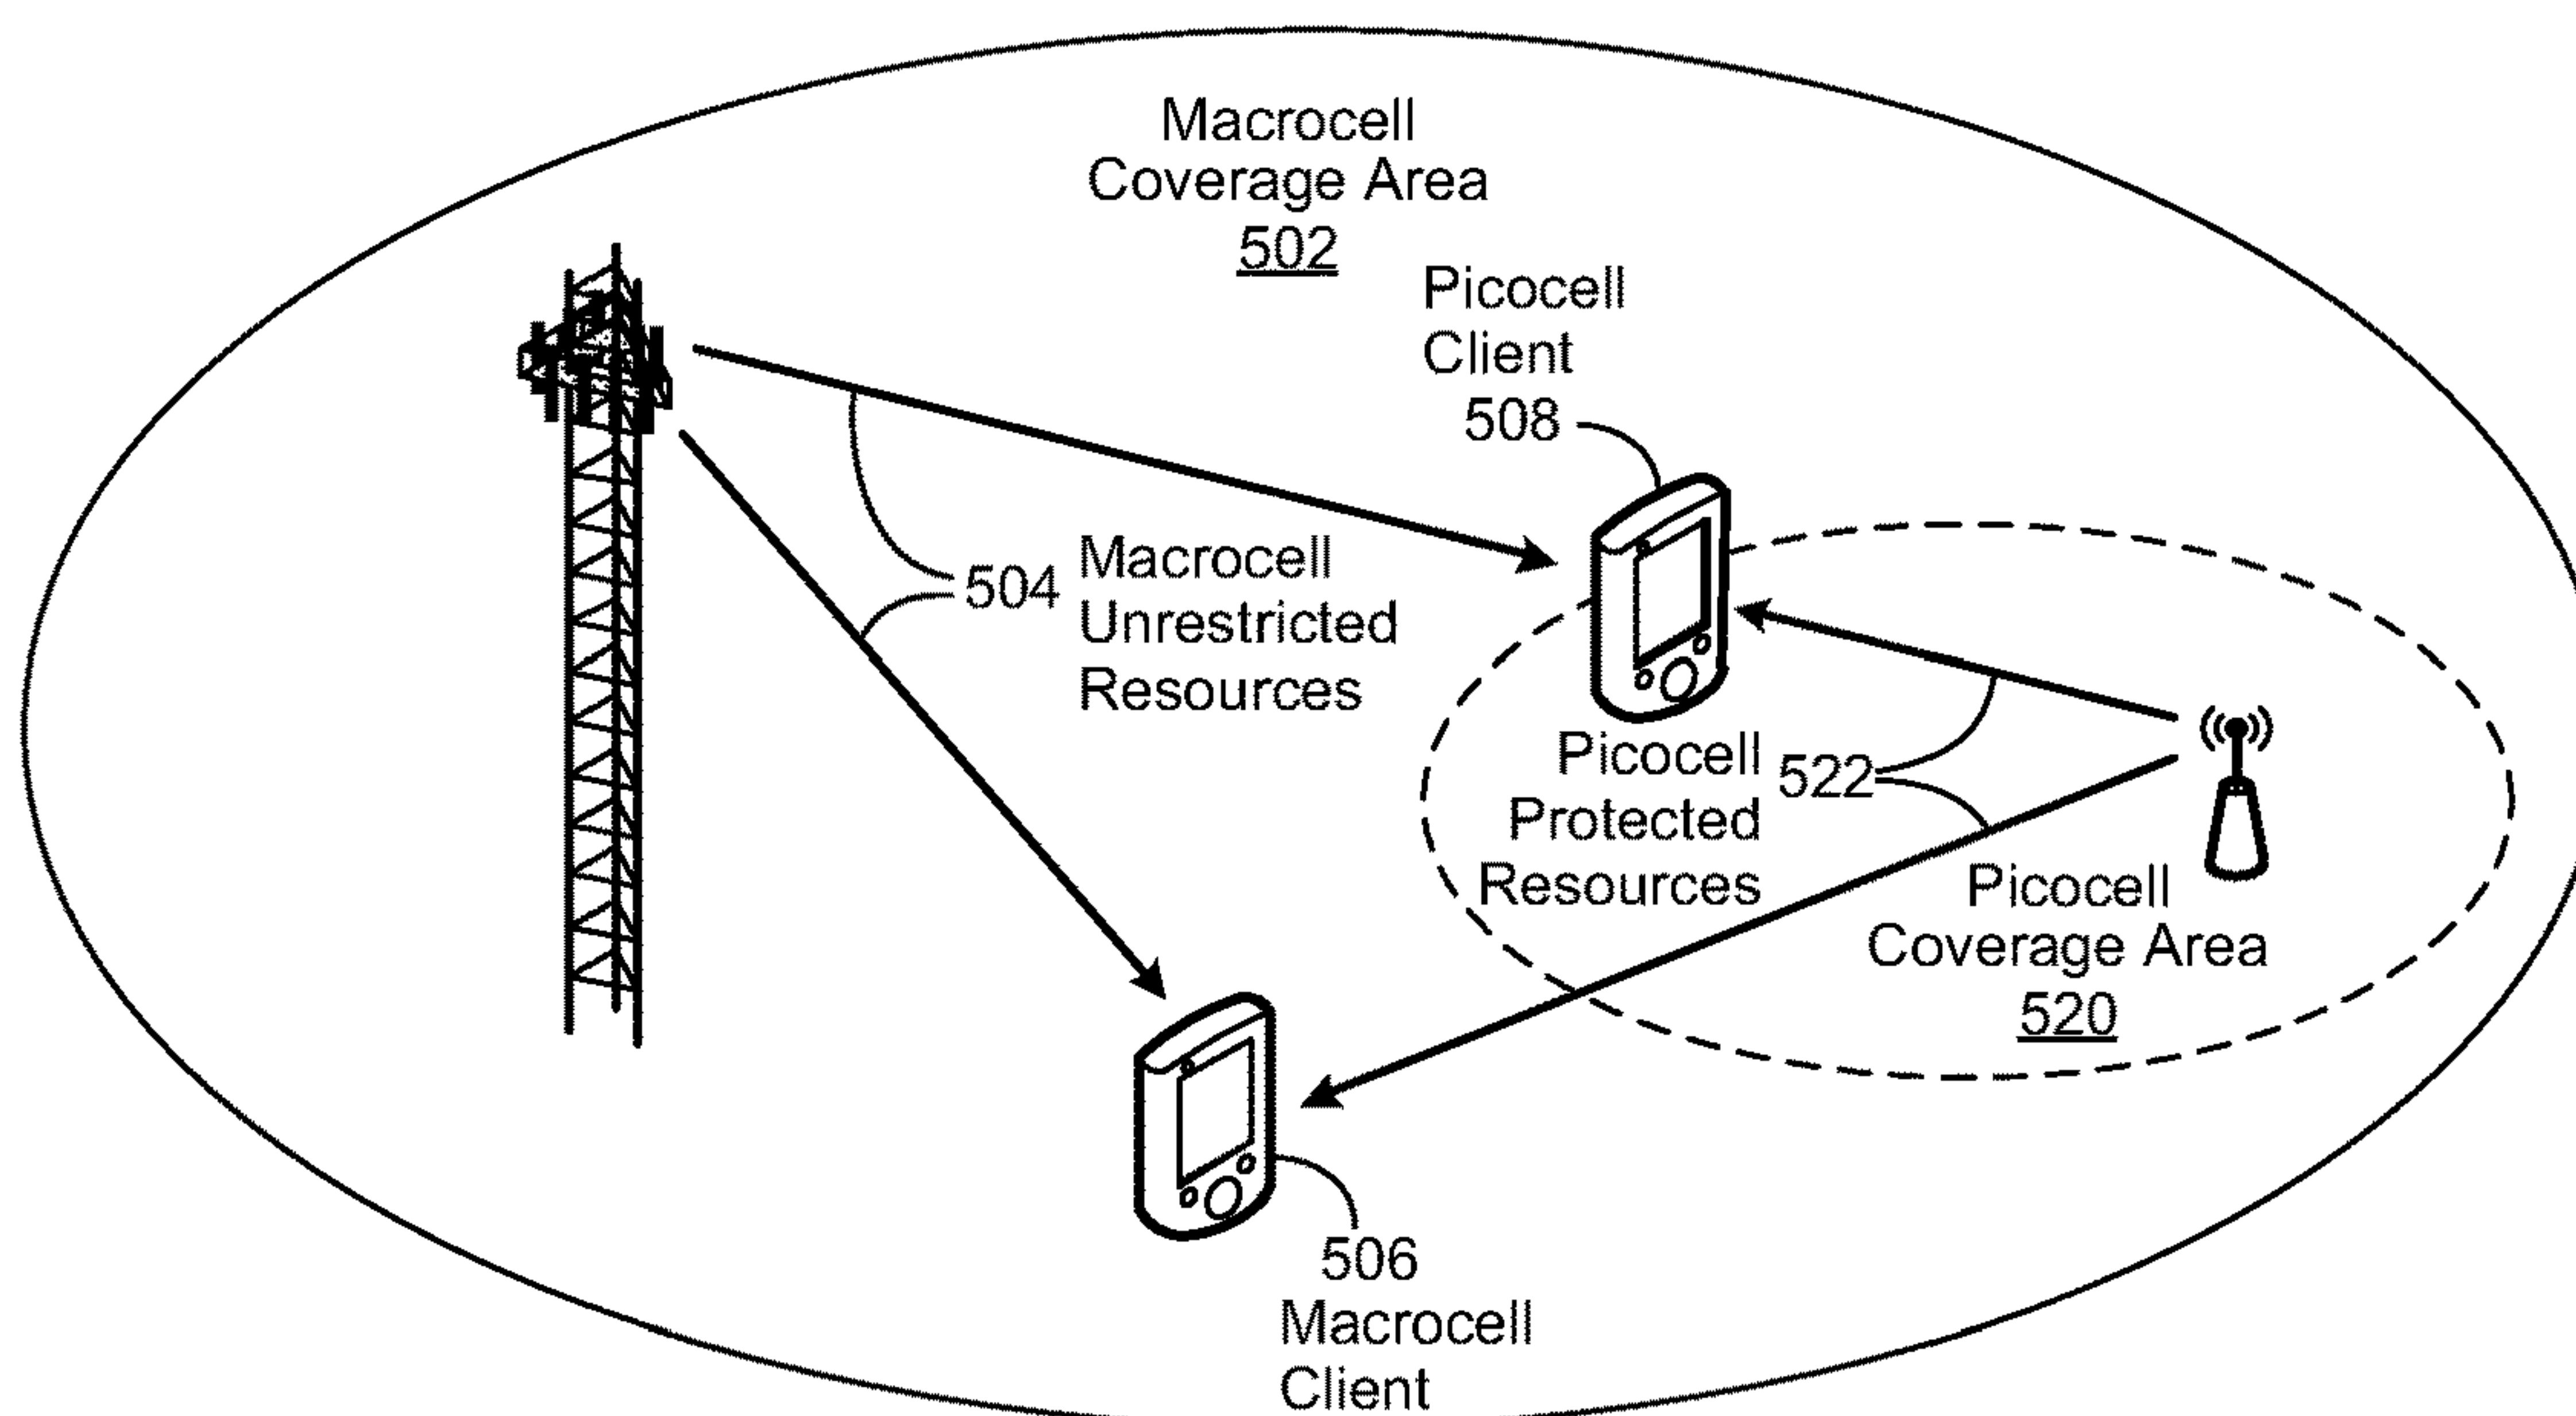 Macrocell
Coverage Area
502
Picocell
Client
508
504
Macrocell
Unrestricted
Resources
Picocell
Protected
Resources
522
Picocell
Coverage Area
520
506
Macrocell
Client